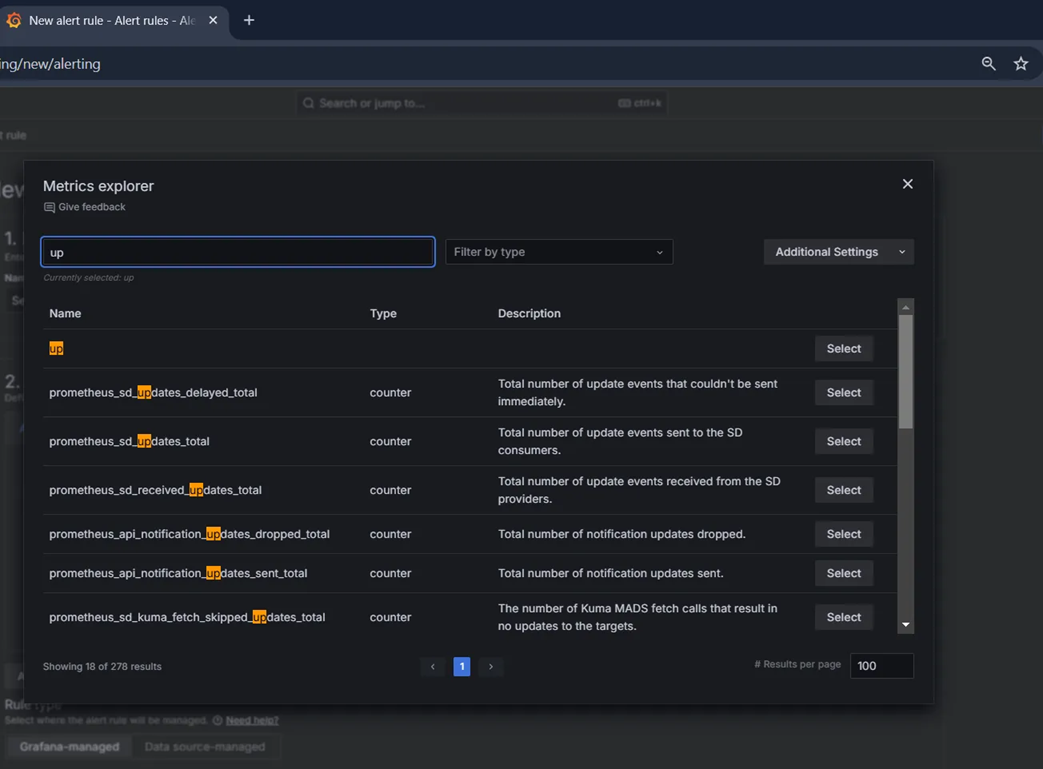 New alert rule - Alert rules - Ale
ing/new/alerting
Search or jump to...
ctrl+k
t rule
Metrics explorer
Give feedback
up
Filter by type
Additional Settings
Currently selected: up
Name Type Description
up Select
prometheus_sd_updates_delayed_total counter Total number of update events that couldn't be sent
immediately. Select
prometheus_sd_updates_total counter Total number of update events sent to the SD
consumers. Select
prometheus_sd_received_updates_total counter Total number of update events received from the SD
providers. Select
prometheus_api_notification_updates_dropped_total counter Total number of notification updates dropped. Select
prometheus_api_notification_updates_sent_total counter Total number of notification updates sent. Select
prometheus_sd_kuma_fetch_skipped_updates_total counter The number of Kuma MADS fetch calls that result in
no updates to the targets. Select
Showing 18 of 278 results
1
# Results per page 100
1.
2.
Rule type
Select where the alert rule will be managed. Need help?
Grafana-managed Data source-managed